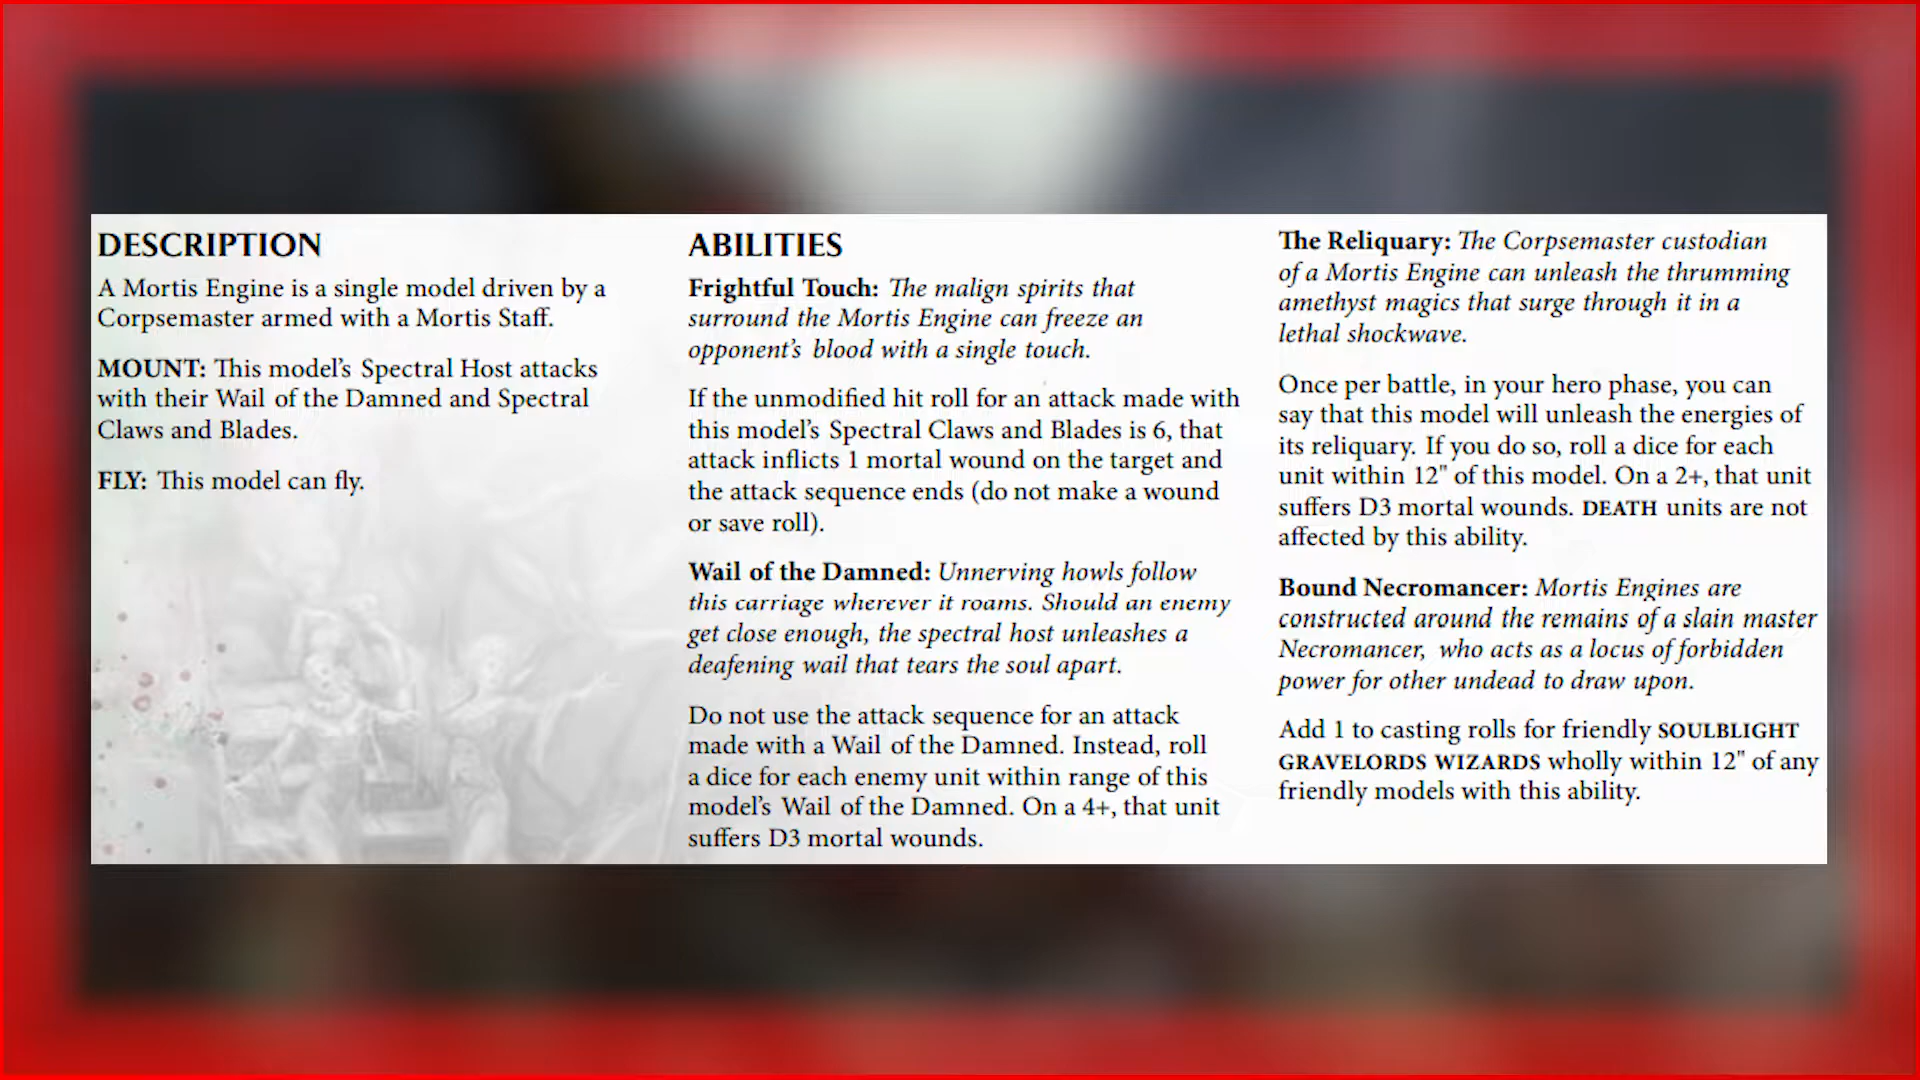 DESCRIPTION
A Mortis Engine is a single model driven by a
Corpsemaster armed with a Mortis Staff.
MOUNT: This model's Spectral Host attacks
with their Wail of the Damned and Spectral
Claws and Blades.
FLY: This model can fly.
ABILITIES
Frightful Touch: The malign spirits that
surround the Mortis Engine can freeze an
opponent's blood with a single touch.
If the unmodified hit roll for an attack made with
this model's Spectral Claws and Blades is 6, that
attack inflicts 1 mortal wound on the target and
the attack sequence ends (do not make a wound
or save roll).
Wail of the Damned: Unnerving howls follow
this carriage wherever it roams. Should an enemy
get close enough, the spectral host unleashes a
deafening wail that tears the soul apart.
Do not use the attack sequence for an attack
made with a Wail of the Damned. Instead, roll
a dice for each enemy unit within range of this
model's Wail of the Damned. On a 4+, that unit
suffers D3 mortal wounds.
The Reliquary: The Corpsemaster custodian
of a Mortis Engine can unleash the thrumming
amethyst magics that surge through it in a
lethal shockwave.
Once per battle, in your hero phase, you can
say that this model will unleash the energies of
its reliquary. If you do so, roll a dice for each
unit within 12" of this model. On a 2+, that unit
suffers D3 mortal wounds. DEATH units are not
affected by this ability.
Bound Necromancer: Mortis Engines are
constructed around the remains of a slain master
Necromancer, who acts as a locus of forbidden
power for other undead to draw upon.
Add 1 to casting rolls for friendly SOULBLIGHT
GRAVELORDS WIZARDS wholly within 12" of any
friendly models with this ability.